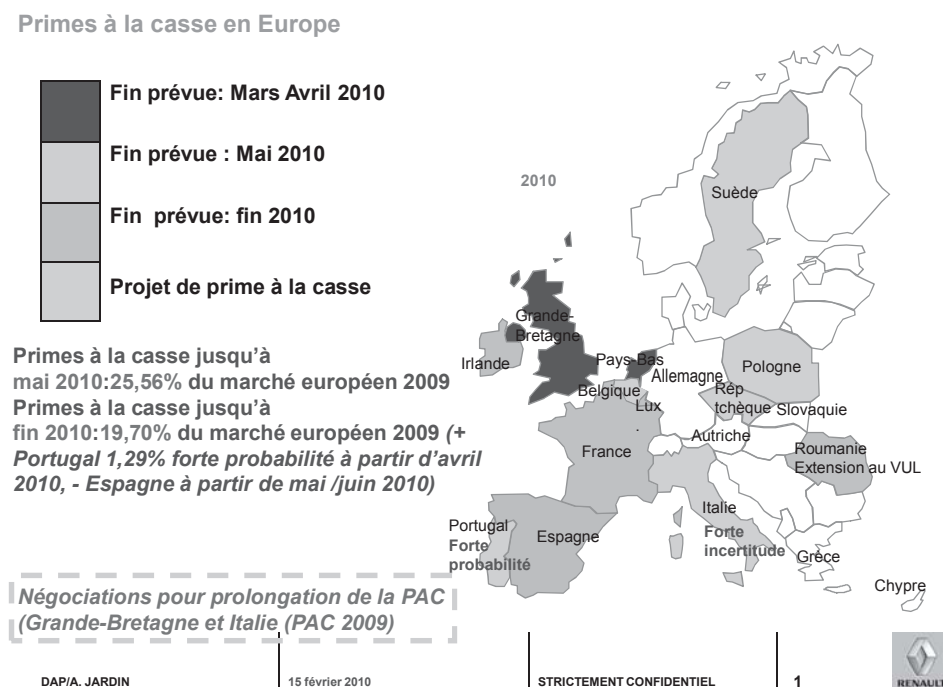 Primes à la casse en Europe
Fin prévue: Mars Avril 2010
Fin prévue : Mai 2010
Fin prévue: fin 2010
Projet de prime à la casse
Primes à la casse jusqu’à
mai 2010:25,56% du marché européen 2009
Primes à la casse jusqu’à
fin 2010:19,70% du marché européen 2009 (+
Portugal 1,29% forte probabilité à partir d’avril
2010, - Espagne à partir de mai /juin 2010)
Négociations pour prolongation de la PAC
(Grande-Bretagne et Italie (PAC 2009)
2010
Suède
Grande-
Bretagne
Irlande
Pays-Bas
Allemagne
Pologne
Belgique
Lux
.
Rép
tchèque
Slovaquie
Autriche
France
Roumanie
Extension au VUL
Italie
Forte
incertitude
Portugal
Forte
probabilité
Espagne
Grèce
Chypre
DAP/A. JARDIN
15 février 2010
STRICTEMENT CONFIDENTIEL
1
RENAULT